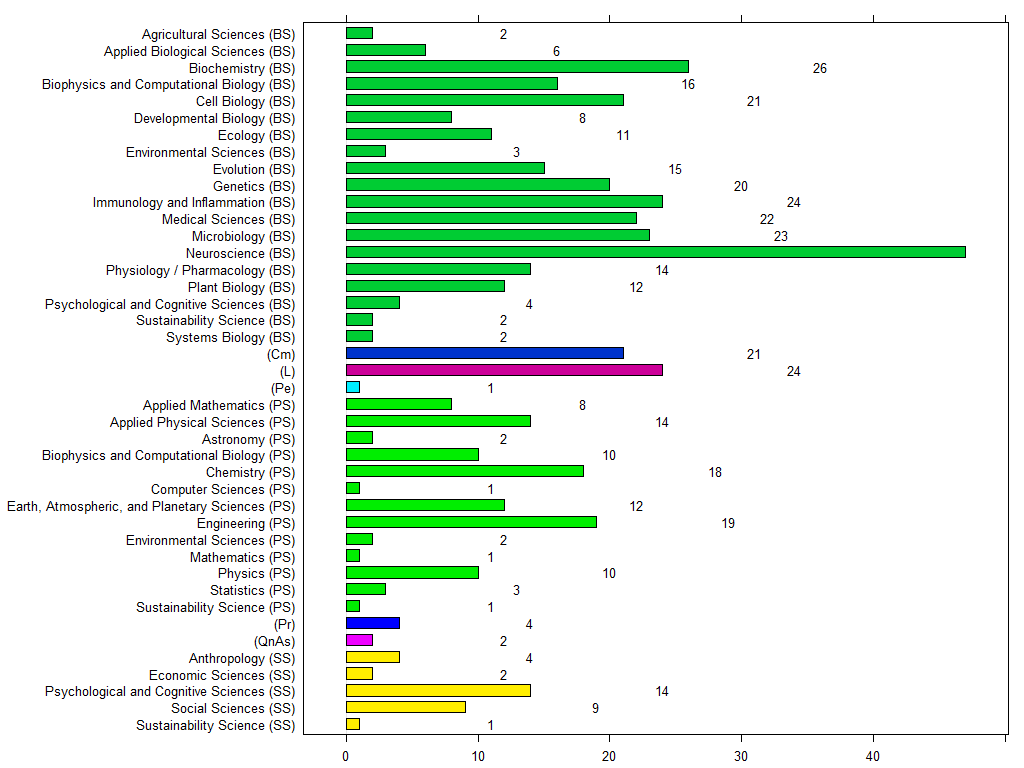 Agricultural Sciences (BS) 2
Applied Biological Sciences (BS) 6
Biochemistry (BS) 26
Biophysics and Computational Biology (BS) 16
Cell Biology (BS) 21
Developmental Biology (BS) 8
Ecology (BS) 11
Environmental Sciences (BS) 3
Evolution (BS) 15
Genetics (BS) 20
Immunology and Inflammation (BS) 24
Medical Sciences (BS) 22
Microbiology (BS) 23
Neuroscience (BS)
Physiology / Pharmacology (BS) 14
Plant Biology (BS) 12
Psychological and Cognitive Sciences (BS) 4
Sustainability Science (BS) 2
Systems Biology (BS) 2
(Cm) 21
(L) 24
(Pe) 1
Applied Mathematics (PS) 8
Applied Physical Sciences (PS) 14
Astronomy (PS) 2
Biophysics and Computational Biology (PS) 10
Chemistry (PS) 18
Computer Sciences (PS) 1
Earth, Atmospheric, and Planetary Sciences (PS) 12
Engineering (PS) 19
Environmental Sciences (PS) 2
Mathematics (PS) 1
Physics (PS) 10
Statistics (PS) 3
Sustainability Science (PS) 1
(Pr) 4
(QnAs) 2
Anthropology (SS) 4
Economic Sciences (SS) 2
Psychological and Cognitive Sciences (SS) 14
Social Sciences (SS) 9
Sustainability Science (SS) 1
0 10 20 30 40